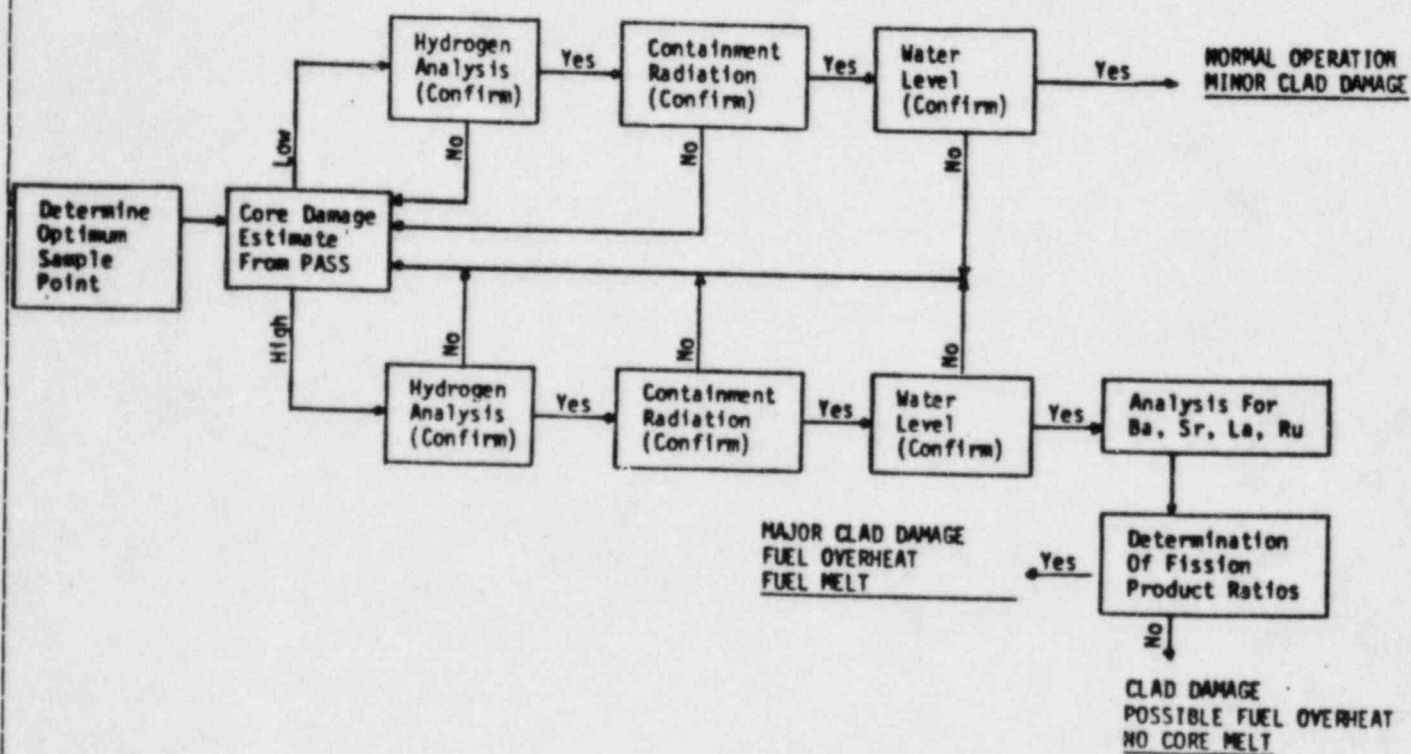 Hydrogen
Analysis
(Confirm)
Yes
Containment
Radiation
(Confirm)
Yes
Water
Level
(Confirm)
Yes
NORMAL OPERATION
MINOR CLAD DAMAGE
Low
No
No
No
Determine
Optimum
Sample
Point
Core Damage
Estimate
From PASS
High
No
No
No
Hydrogen
Analysis
(Confirm)
Yes
Containment
Radiation
(Confirm)
Yes
Water
Level
(Confirm)
Yes
Analysis For
Ba, Sr, La, Ru
Determination
Of Fission
Product Ratios
Yes
MAJOR CLAD DAMAGE
FUEL OVERHEAT
FUEL MELT
No
CLAD DAMAGE
POSSIBLE FUEL OVERHEAT
NO CORE MELT